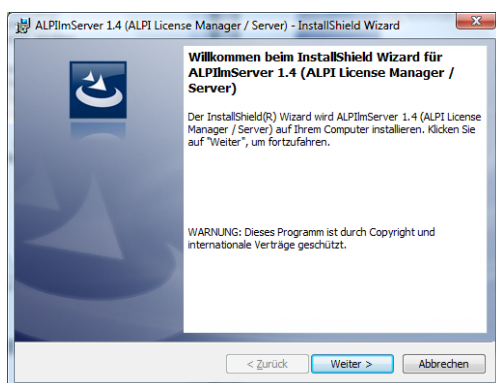 ALPIlmServer 1.4 (ALPI License Manager / Server) - InstallShield Wizard
Willkommen beim InstallShield Wizard für
ALPIlmServer 1.4 (ALPI License Manager /
Server)
Der InstallShield(R) Wizard wird ALPIlmServer 1.4 (ALPI License
Manager / Server) auf Ihrem Computer installieren. Klicken Sie
auf "Weiter", um fortzufahren.
WARNUNG: Dieses Programm ist durch Copyright und
internationale Verträge geschützt.
< Zurück
Weiter >
Abbrechen